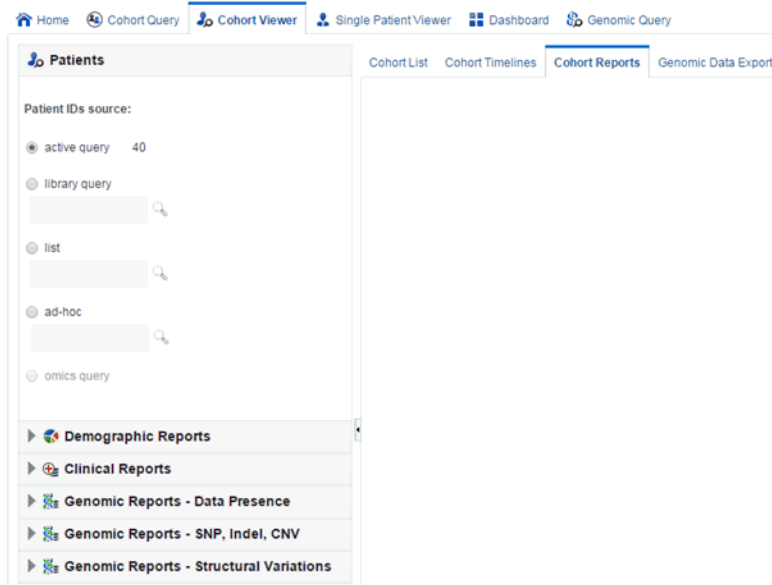 Home Cohort Query Cohort Viewer Single Patient Viewer Dashboard Genomic Query
Patients
Cohort List Cohort Timelines Cohort Reports Genomic Data Export
Patient IDs source:
active query 40
library query
list
ad-hoc
omics query
Demographic Reports
Clinical Reports
Genomic Reports - Data Presence
Genomic Reports - SNP, Indel, CNV
Genomic Reports - Structural Variations